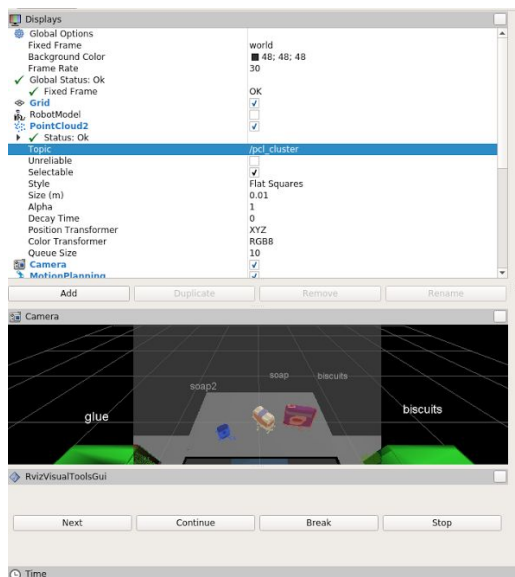 Displays
Global Options
Fixed Frame world
Background Color 48; 48; 48
Frame Rate 30
Global Status: Ok
Fixed Frame OK
Grid
RobotModel
PointCloud2
Status: Ok
Topic /pcl_cluster
Unreliable
Selectable
Style Flat Squares
Size (m) 0.01
Alpha 1
Decay Time 0
Position Transformer XYZ
Color Transformer RGB8
Queue Size 10
Camera
MotionPlanning
Add Duplicate Remove Rename
Camera
soap biscuits
soap2
glue biscuits
RvizVisualToolsGui
Next Continue Break Stop
Time